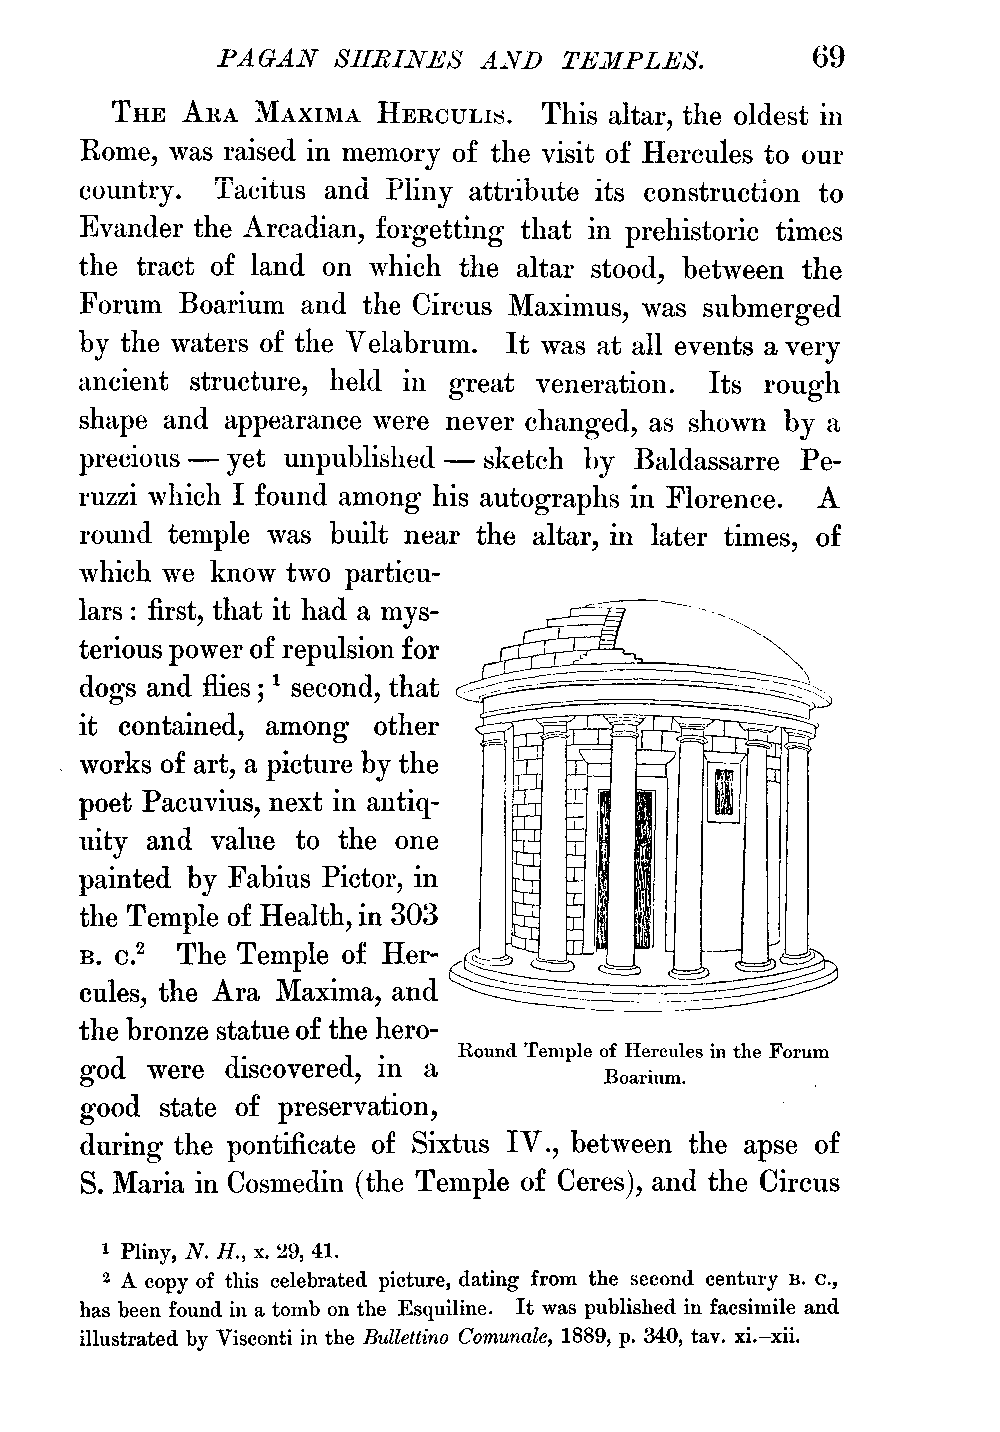 PAGAN SHRINES AND TEMPLES. 69
THE ARA MAXIMA HERCULIS. This altar, the oldest in
Rome, was raised in memory of the visit of Hercules to our
country. Tacitus and Pliny attribute its construction to
Evander the Arcadian, forgetting that in prehistoric times
the tract of land on which the altar stood, between the
Forum Boarium and the Circus Maximus, was submerged
by the waters of the Velabrum. It was at all events a very
ancient structure, held in great veneration. Its rough
shape and appearance were never changed, as shown by a
precious — yet unpublished — sketch by Baldassarre Pe-
ruzzi which I found among his autographs in Florence. A
round temple was built near the altar, in later times, of
which we know two particu-
lars : first, that it had a mys-
terious power of repulsion for
dogs and flies ; ¹ second, that
it contained, among other
works of art, a picture by the
poet Pacuvius, next in antiq-
uity and value to the one
painted by Fabius Pictor, in
the Temple of Health, in 303
B. C.² The Temple of Her-
cules, the Ara Maxima, and
the bronze statue of the hero-
god were discovered, in a
good state of preservation,
during the pontificate of Sixtus IV., between the apse of
S. Maria in Cosmedin (the Temple of Ceres), and the Circus
Round Temple of Hercules in the Forum
Boarium.
¹ Pliny, N. H., x. 29, 41.
² A copy of this celebrated picture, dating from the second century B. C.,
has been found in a tomb on the Esquiline. It was published in facsimile and
illustrated by Visconti in the Bullettino Comunale, 1889, p. 340, tav. xi.–xii.